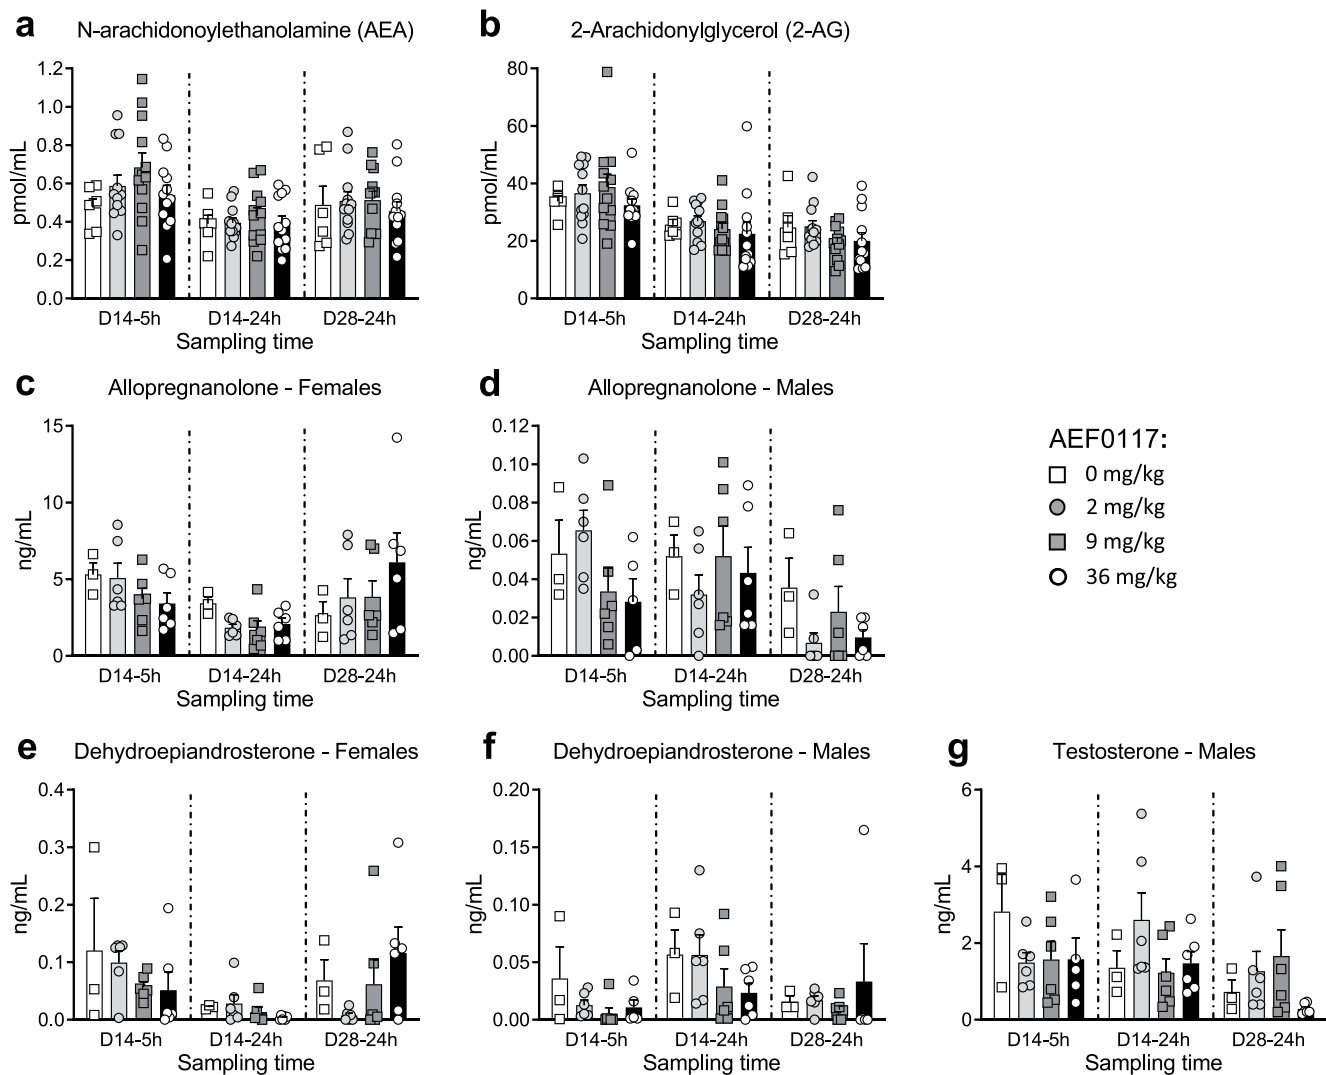 a N-arachidonoylethanolamine (AEA)
pmol/mL
1.2
1.0
0.8
0.6
0.4
0.2
0.0
D14-5h D14-24h D28-24h
Sampling time
b 2-Arachidonylglycerol (2-AG)
pmol/mL
80
60
40
20
0
D14-5h D14-24h D28-24h
Sampling time
c Allopregnanolone - Females
ng/mL
15
10
5
0
D14-5h D14-24h D28-24h
Sampling time
d Allopregnanolone - Males
ng/mL
0.12
0.10
0.08
0.06
0.04
0.02
0.00
D14-5h D14-24h D28-24h
Sampling time
AEF0117:
0 mg/kg
2 mg/kg
9 mg/kg
36 mg/kg
e Dehydroepiandrosterone - Females
ng/mL
0.4
0.3
0.2
0.1
0.0
D14-5h D14-24h D28-24h
Sampling time
f Dehydroepiandrosterone - Males
ng/mL
0.20
0.15
0.10
0.05
0.00
D14-5h D14-24h D28-24h
Sampling time
g Testosterone - Males
ng/mL
6
4
2
0
D14-5h D14-24h D28-24h
Sampling time